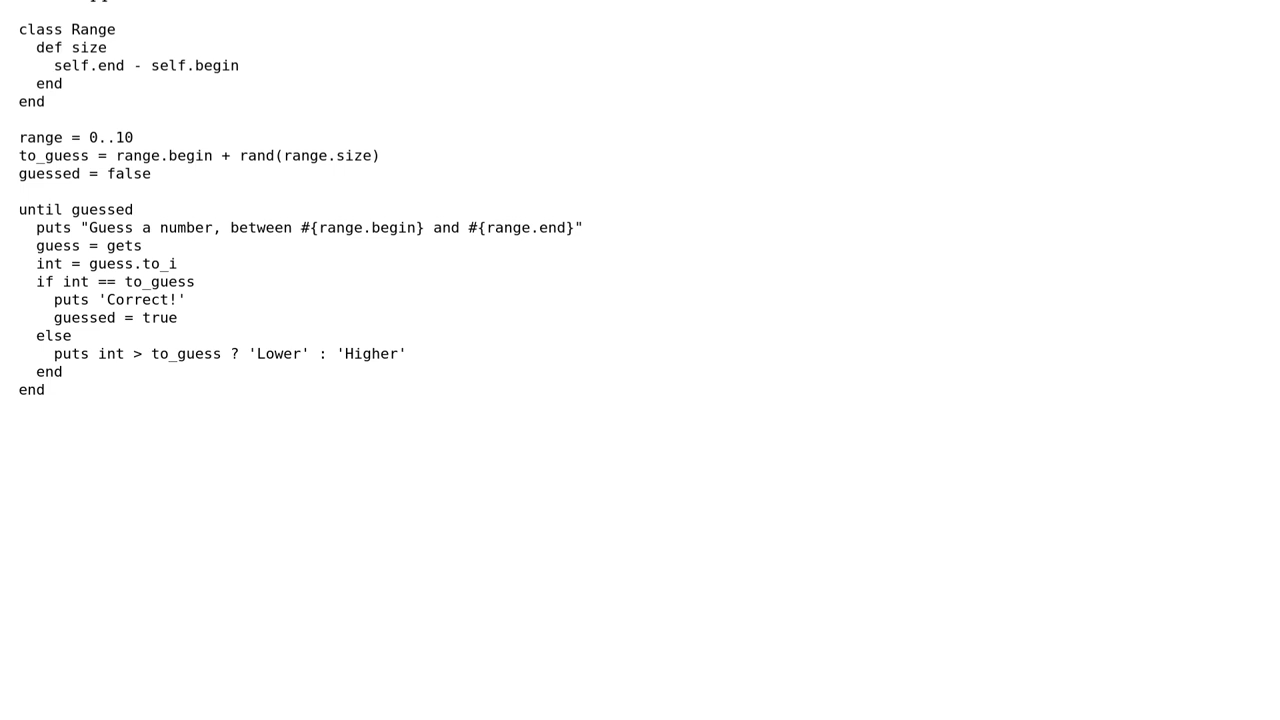 class Range
  def size
    self.end - self.begin
  end
end

range = 0..10
to_guess = range.begin + rand(range.size)
guessed = false

until guessed
  puts "Guess a number, between #{range.begin} and #{range.end}"
  guess = gets
  int = guess.to_i
  if int == to_guess
    puts 'Correct!'
    guessed = true
  else
    puts int > to_guess ? 'Lower' : 'Higher'
  end
end